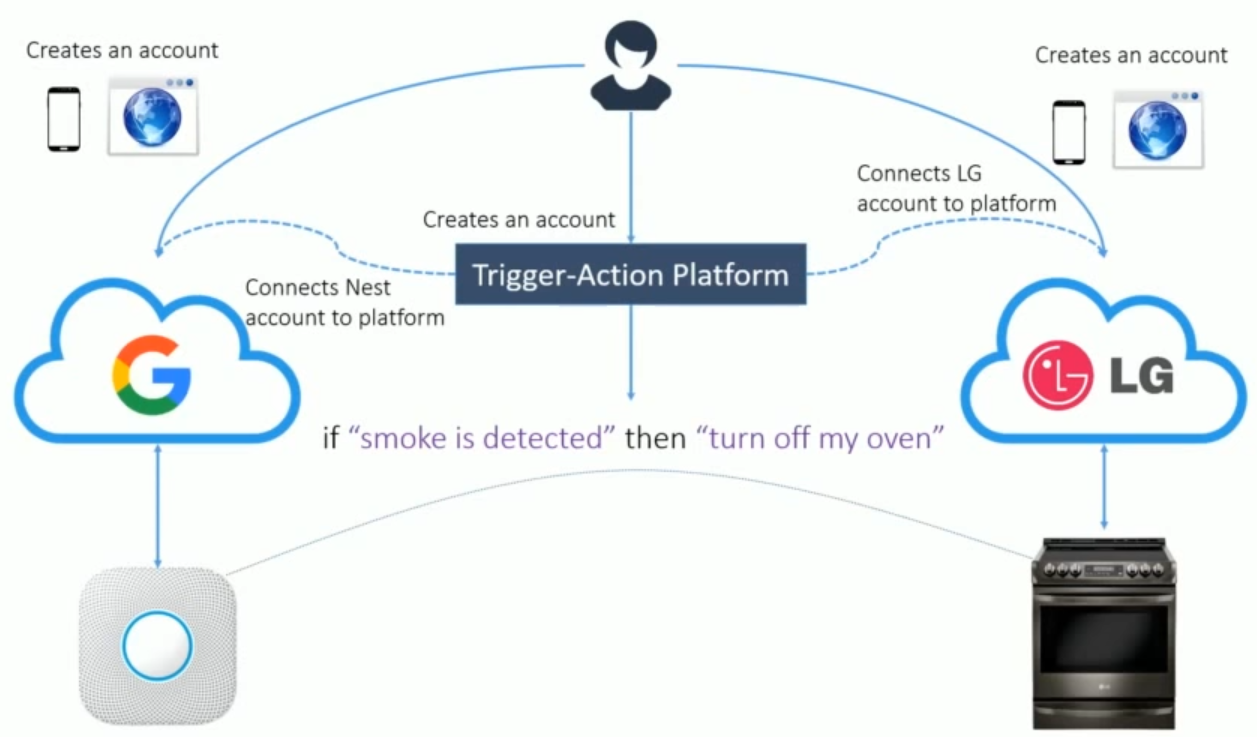 Creates an account
Creates an account
Connects LG
account to platform
Creates an account
Trigger-Action Platform
Connects Nest
account to platform
G
LG
if “smoke is detected” then “turn off my oven”